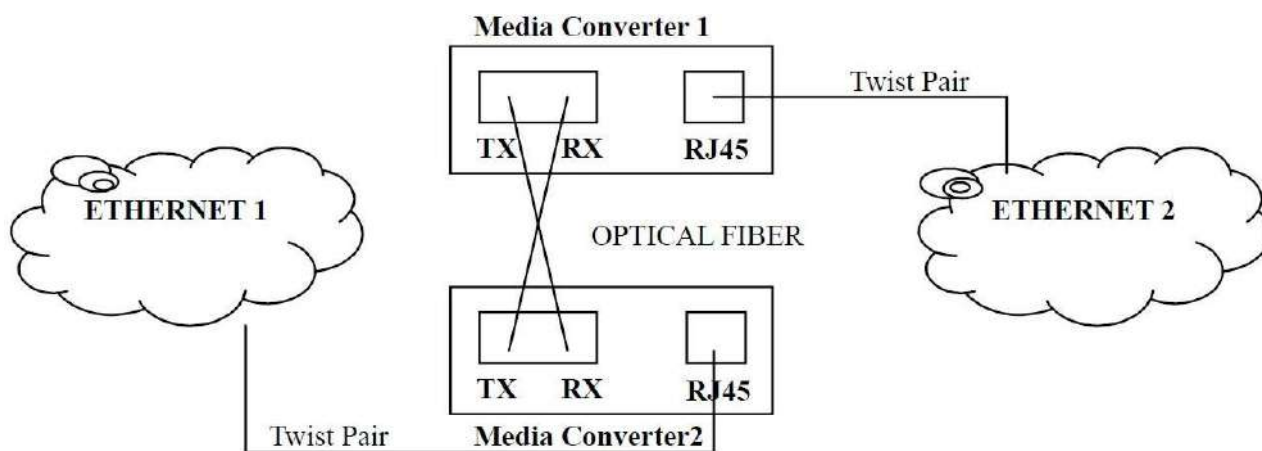 Media Converter 1
Twist Pair
TX RX RJ45
ETHERNET 1
ETHERNET 2
OPTICAL FIBER
TX RX RJ45
Twist Pair
Media Converter2